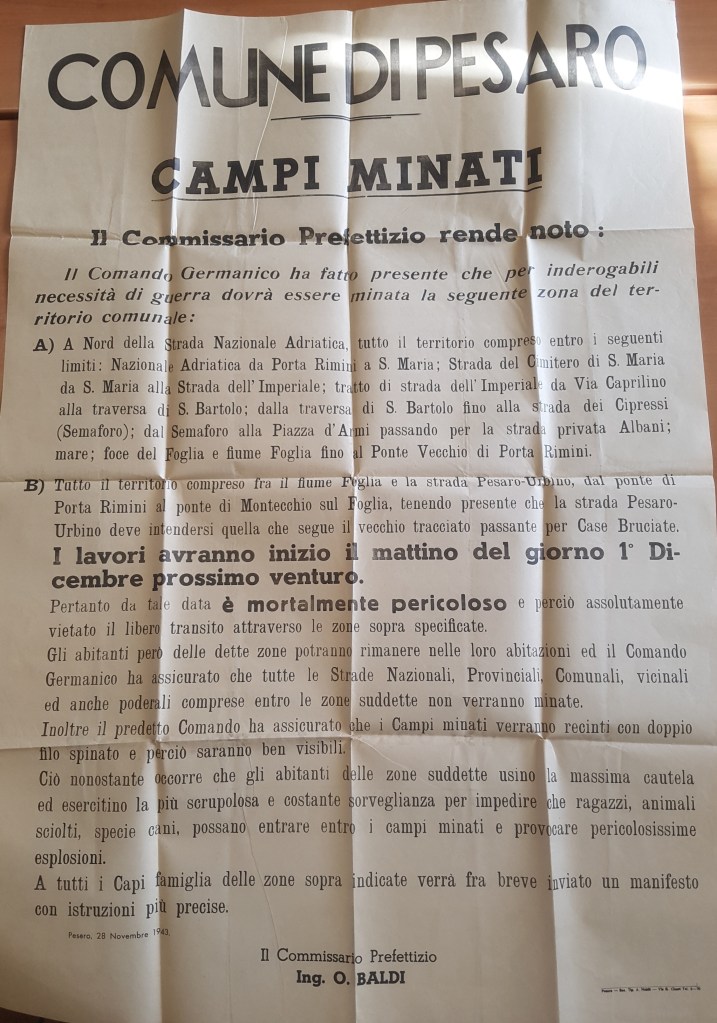 COMUNE DI PESARO
CAMPI MINATI
Il Commissario Prefettizio rende noto :
Il Comando Germanico ha fatto presente che per inderogabili
necessità di guerra dovrà essere minata la seguente zona del ter-
ritorio comunale :
A) A Nord della Strada Nazionale Adriatica, tutto il territorio compreso entro i seguenti
limiti : Nazionale Adriatica da Porta Rimini a S. Maria ; Strada del Cimitero di S. Maria
da S. Maria alla Strada dell'Imperiale ; tratto di strada dell'Imperiale da Via Caprilino
alla traversa di S. Bartolo ; dalla traversa di S. Bartolo fino alla strada dei Cipressi
(Semaforo) ; dal Semaforo alla Piazza d'Armi passando per la strada privata Albani ;
mare ; foce del Foglia e fiume Foglia fino al Ponte Vecchio di Porta Rimini.
B) Tutto il territorio compreso fra il fiume Foglia e la strada Pesaro-Urbino, dal ponte di
Porta Rimini al ponte di Montecchio sul Foglia, tenendo presente che la strada Pesaro-
Urbino deve intendersi quella che segue il vecchio tracciato passante per Case Bruciate.
I lavori avranno inizio il mattino del giorno 1° Di-
cembre prossimo venturo.
Pertanto da tale data è mortalmente pericoloso e perciò assolutamente
vietato il libero transito attraverso le zone sopra specificate.
Gli abitanti però delle dette zone potranno rimanere nelle loro abitazioni ed il Comando
Germanico ha assicurato che tutte le Strade Nazionali, Provinciali, Comunali, vicinali
ed anche poderali comprese entro le zone suddette non verranno minate.
Inoltre il predetto Comando ha assicurato che i Campi minati verranno recinti con doppio
filo spinato e perciò saranno ben visibili.
Ciò nonostante occorre che gli abitanti delle zone suddette usino la massima cautela
ed esercitino la più scrupolosa e costante sorveglianza per impedire che ragazzi, animali
sciolti, specie cani, possano entrare entro i campi minati e provocare pericolosissime
esplosioni.
A tutti i Capi famiglia delle zone sopra indicate verrà fra breve inviato un manifesto
con istruzioni più precise.
Pesaro, 28 Novembre 1943.
Il Commissario Prefettizio
Ing. O. BALDI